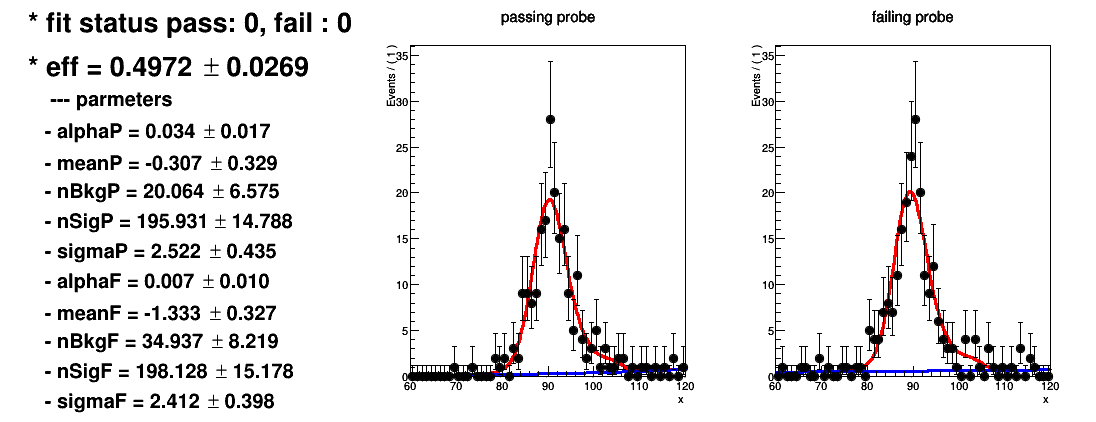 * fit status pass: 0, fail : 0
* eff = 0.4972 ± 0.0269
--- parmeters
- alphaP = 0.034 ± 0.017
- meanP = -0.307 ± 0.329
- nBkgP = 20.064 ± 6.575
- nSigP = 195.931 ± 14.788
- sigmaP = 2.522 ± 0.435
- alphaF = 0.007 ± 0.010
- meanF = -1.333 ± 0.327
- nBkgF = 34.937 ± 8.219
- nSigF = 198.128 ± 15.178
- sigmaF = 2.412 ± 0.398
passing probe
Events / ( 1 )
35
30
25
20
15
10
5
0
60 70 80 90 100 110 120
x
failing probe
Events / ( 1 )
35
30
25
20
15
10
5
0
60 70 80 90 100 110 120
x